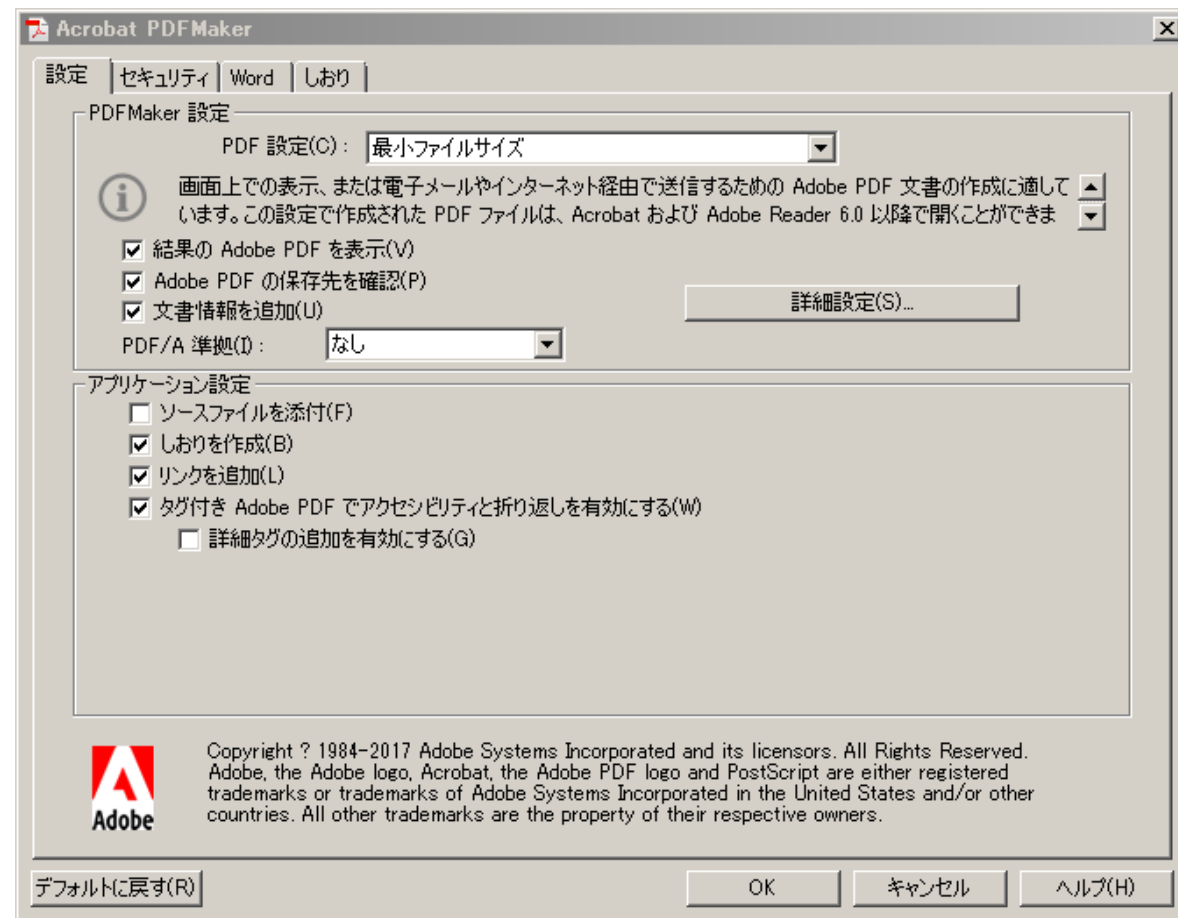 Acrobat PDFMaker
設定 セキュリティ Word しおり
PDFMaker 設定
PDF 設定(C): 最小ファイルサイズ
画面上での表示、または電子メールやインターネット経由で送信するための Adobe PDF 文書の作成に適して
います。この設定で作成された PDF ファイルは、Acrobat および Adobe Reader 6.0 以降で開くことができま
結果の Adobe PDF を表示(V)
Adobe PDF の保存先を確認(P)
文書情報を追加(U)
詳細設定(S)...
PDF/A 準拠(I): なし
アプリケーション設定
ソースファイルを添付(F)
しおりを作成(B)
リンクを追加(L)
タグ付き Adobe PDF でアクセシビリティと折り返しを有効にする(W)
詳細タグの追加を有効にする(G)
Copyright ? 1984-2017 Adobe Systems Incorporated and its licensors. All Rights Reserved.
Adobe, the Adobe logo, Acrobat, the Adobe PDF logo and PostScript are either registered
trademarks or trademarks of Adobe Systems Incorporated in the United States and/or other
countries. All other trademarks are the property of their respective owners.
Adobe
デフォルトに戻す(R) OK キャンセル ヘルプ(H)